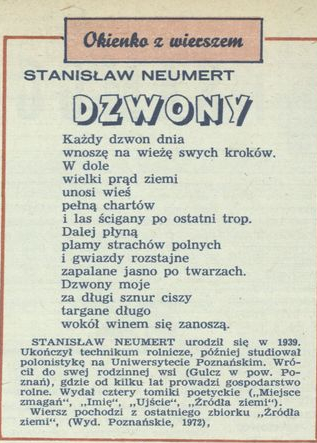 Okienko z wierszem
STANISŁAW NEUMERT
DZWONY
Każdy dzwon dnia
wnoszę na wieżę swych kroków.
W dole
wielki prąd ziemi
unosi wieś
pełną chartów
i las ścigany po ostatni trop.
Dalej płyną
plamy strachów polnych
i gwiazdy rozstajne
zapalane jasno po twarzach.
Dzwony moje
za długi sznur ciszy
targane długo
wokół winem się zanoszą.
STANISŁAW NEUMERT urodził się w 1939.
Ukończył technikum rolnicze, później studiował
polonistykę na Uniwersytecie Poznańskim. Wró-
cił do swej rodzinnej wsi (Gulcz w pow. Po-
znań), gdzie od kilku lat prowadzi gospodarstwo
rolne. Wydał cztery tomiki poetyckie („Miejsce
zmagań“, „Imię“, „Ujście“, „Źródła ziemi“).
Wiersz pochodzi z ostatniego zbiorku „Źródła
ziemi“, (Wyd. Poznańskie, 1972),